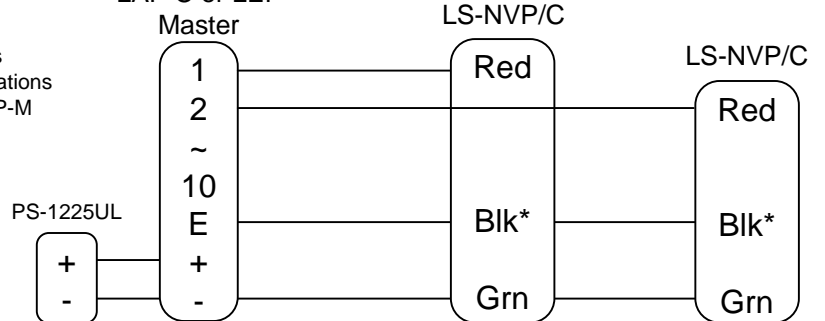 Master
1
2
~
10
E
+
-
LS-NVP/C
Red
Blk*
Grn
LS-NVP/C
Red
Blk*
Grn
PS-1225UL
+
-
P-M